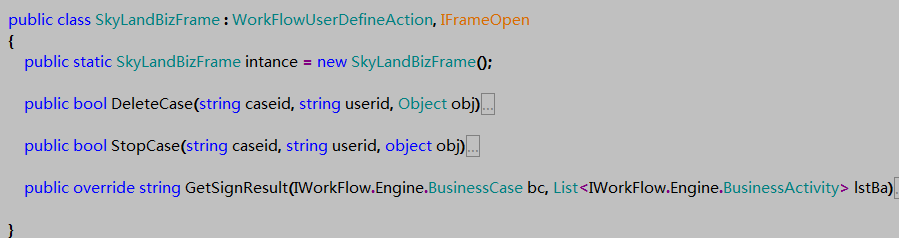 public class SkyLandBizFrame : WorkFlowUserDefineAction, IFrameOpen
{
public static SkyLandBizFrame intance = new SkyLandBizFrame();
public bool DeleteCase(string caseid, string userid, Object obj)...
public bool StopCase(string caseid, string userid, object obj)...
public override string GetSignResult(IWorkFlow.Engine.BusinessCase bc, List<IWorkFlow.Engine.BusinessActivity> lstBa)
}